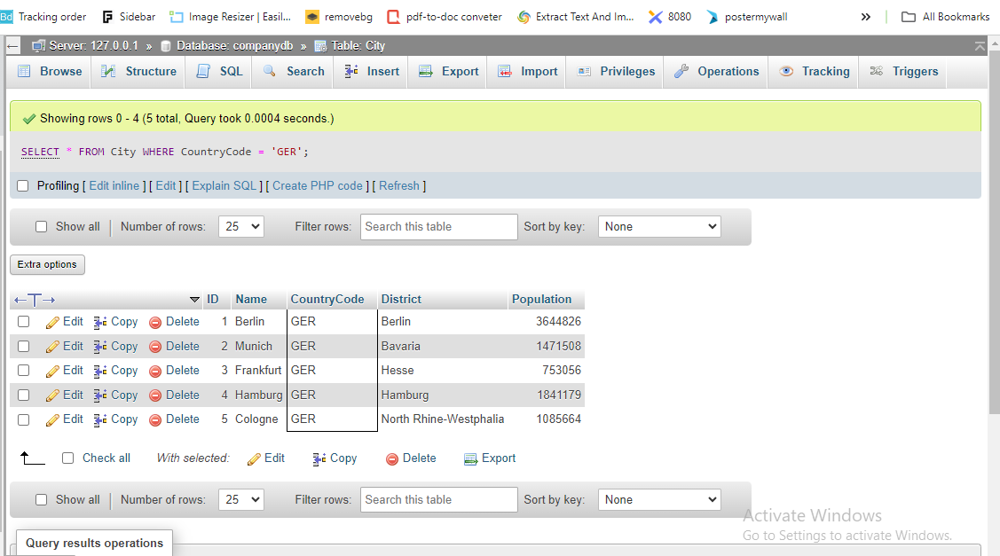 Bd Tracking order Sidebar Image Resizer | Easil... removebg pdf-to-doc conveter Extract Text And Im... 8080 postermywall » All Bookmarks
Server: 127.0.0.1 » Database: companydb » Table: City
Browse Structure SQL Search Insert Export Import Privileges Operations Tracking Triggers
Showing rows 0 - 4 (5 total, Query took 0.0004 seconds.)
SELECT * FROM City WHERE CountryCode = 'GER';
Profiling [ Edit inline ] [ Edit ] [ Explain SQL ] [ Create PHP code ] [ Refresh ]
Show all | Number of rows: 25 Filter rows: Search this table Sort by key: None
Extra options
←T→ ID Name CountryCode District Population
Edit Copy Delete 1 Berlin GER Berlin 3644826
Edit Copy Delete 2 Munich GER Bavaria 1471508
Edit Copy Delete 3 Frankfurt GER Hesse 753056
Edit Copy Delete 4 Hamburg GER Hamburg 1841179
Edit Copy Delete 5 Cologne GER North Rhine-Westphalia 1085664
Check all With selected: Edit Copy Delete Export
Show all | Number of rows: 25 Filter rows: Search this table Sort by key: None
Activate Windows
Go to Settings to activate Windows.
Query results operations